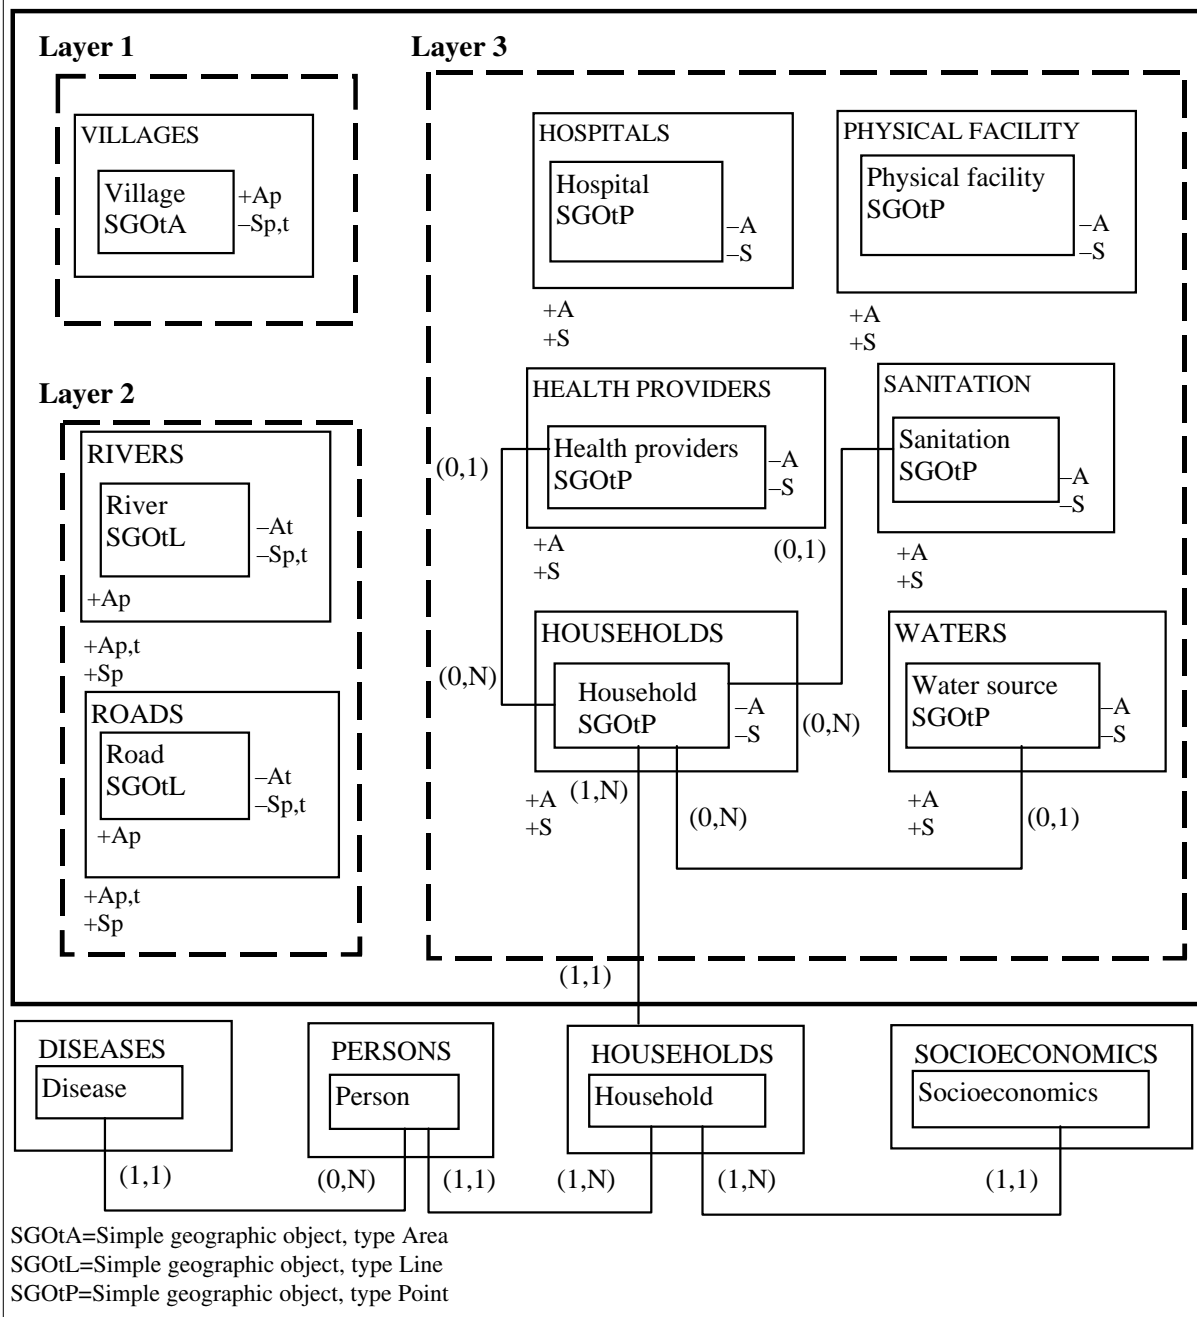 Layer 1
VILLAGES
Village
SGOtA
+Ap
–Sp,t
Layer 2
RIVERS
River
SGOtL
–At
–Sp,t
+Ap
+Ap,t
+Sp
ROADS
Road
SGOtL
–At
–Sp,t
+Ap
+Ap,t
+Sp
Layer 3
HOSPITALS
Hospital
SGOtP
–A
–S
+A
+S
PHYSICAL FACILITY
Physical facility
SGOtP
–A
–S
+A
+S
HEALTH PROVIDERS
Health providers
SGOtP
–A
–S
(0,1)
+A
+S
(0,1)
SANITATION
Sanitation
SGOtP
–A
–S
+A
+S
HOUSEHOLDS
(0,N)
Household
SGOtP
–A
–S
(0,N)
+A
+S
(1,N)
(0,N)
WATERS
Water source
SGOtP
–A
–S
+A
+S
(0,1)
(1,1)
DISEASES
Disease
(1,1)
PERSONS
Person
(0,N)
(1,1)
HOUSEHOLDS
Household
(1,N)
(1,N)
SOCIOECONOMICS
Socioeconomics
(1,1)
SGOtA=Simple geographic object, type Area
SGOtL=Simple geographic object, type Line
SGOtP=Simple geographic object, type Point